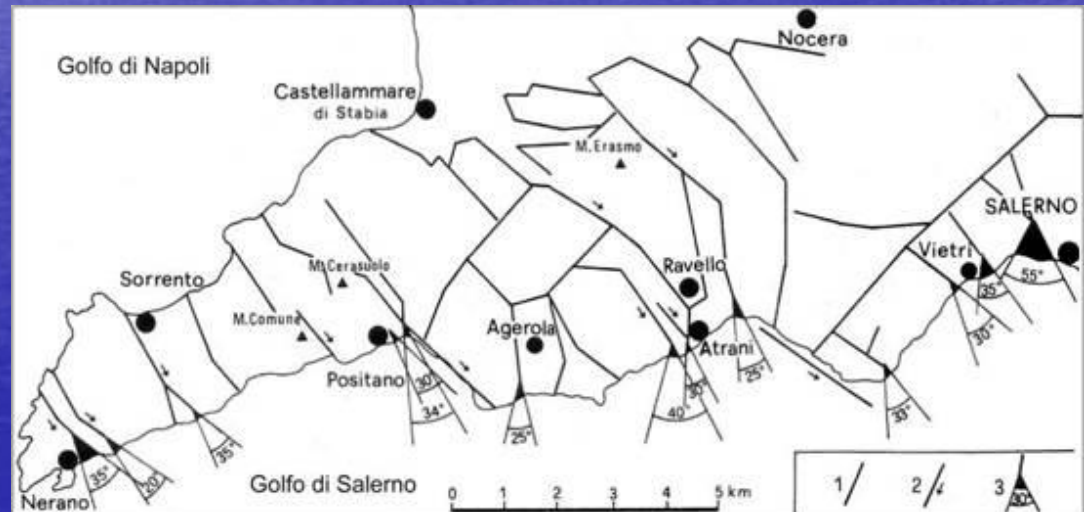 Nocera
Golfo di Napoli
Castellammare
di Stabia
M. Erasmo
SALERNO
Vietri
Ravello
M. Cerasuolo
Sorrento
M. Comune
Agerola
Atrani
Positano
55°
35°
30°
25°
30°
33°
30°
34°
40°
25°
35°
35°
20°
Nerano
Golfo di Salerno
0 1 2 3 4 5 km
1 2 3 30°